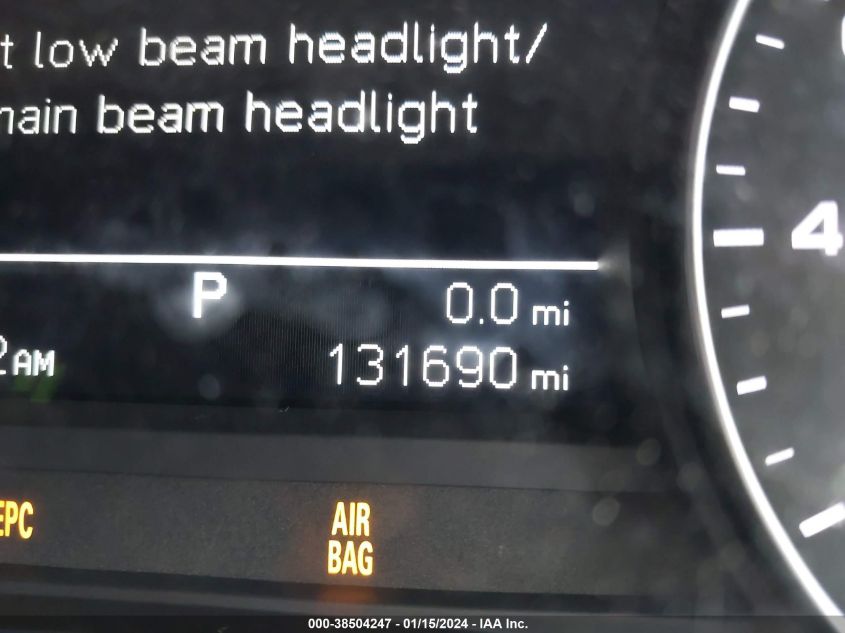 t low beam headlight/
main beam headlight
P 0.0 mi
2AM 131690 mi
4
EPC
AIR
BAG
000-38504247 - 01/15/2024 - IAA Inc.